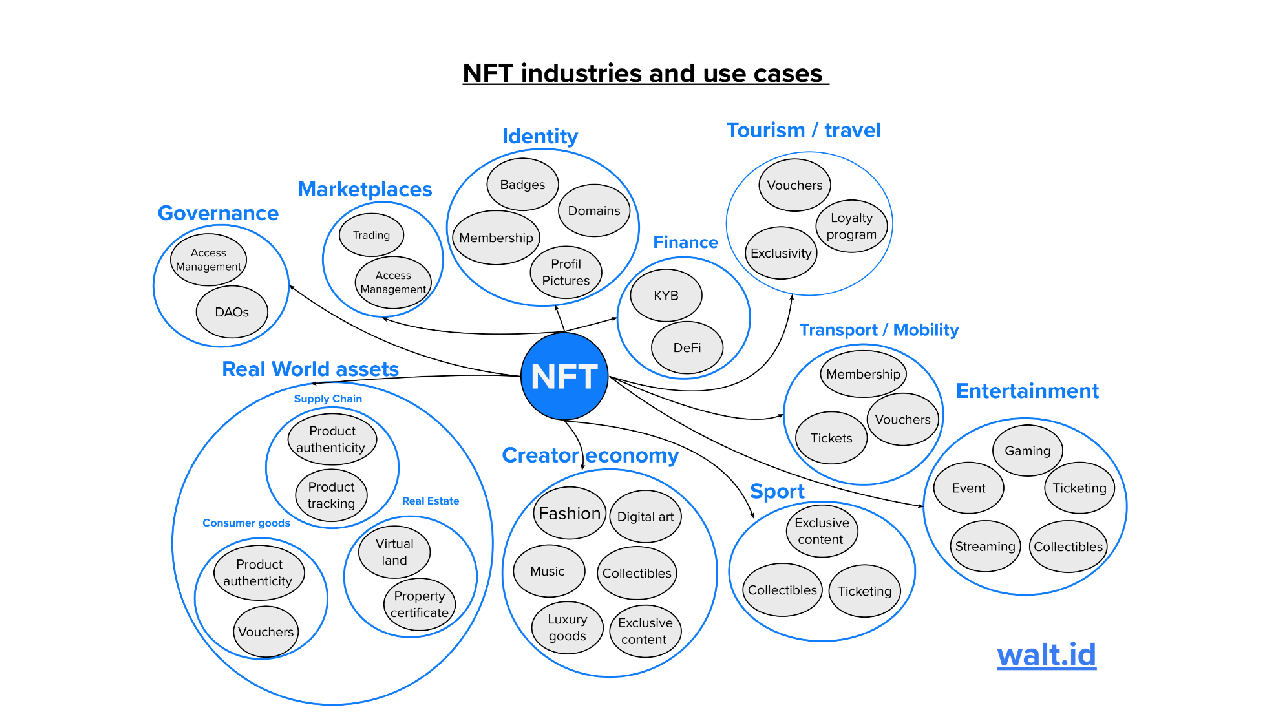 NFT industries and use cases
Governance
Access
Management
DAOs
Marketplaces
Trading
Access
Management
Identity
Badges
Domains
Membership
Profil
Pictures
Finance
KYB
DeFi
Tourism / travel
Vouchers
Loyalty
program
Exclusivity
NFT
Transport / Mobility
Membership
Vouchers
Tickets
Entertainment
Gaming
Event
Ticketing
Streaming
Collectibles
Real World assets
Supply Chain
Product
authenticity
Product
tracking
Consumer goods
Product
authenticity
Vouchers
Real Estate
Virtual
land
Property
certificate
Creator economy
Fashion
Digital art
Music
Collectibles
Luxury
goods
Exclusive
content
Sport
Exclusive
content
Collectibles
Ticketing
walt.id